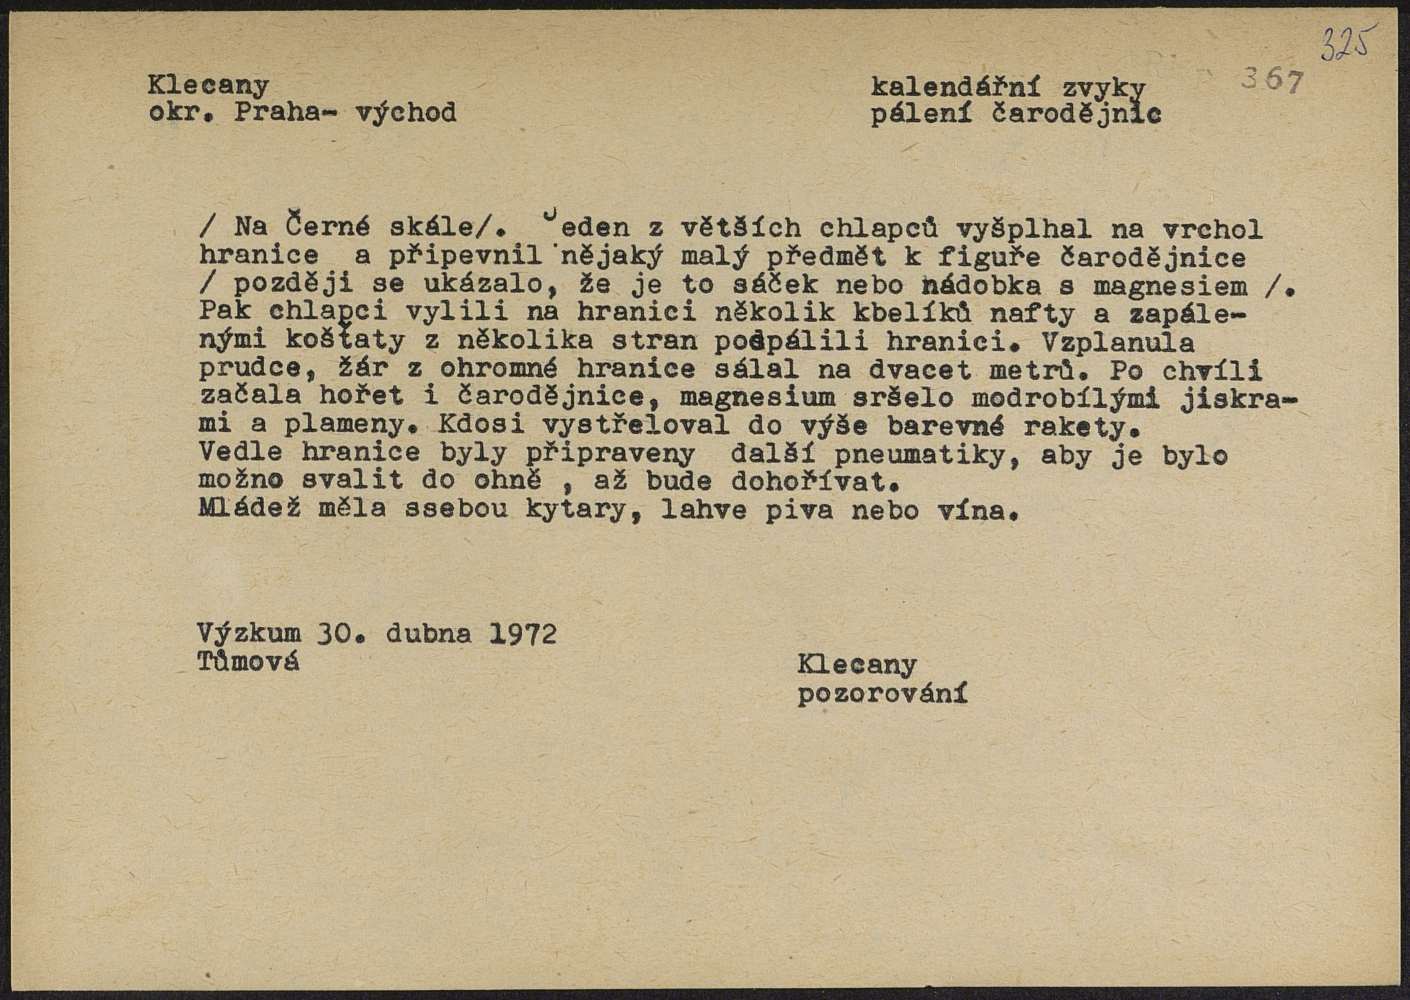 325
367
Klecany
okr. Praha- východ
kalendářní zvyky
pálení čarodějnic
/ Na Černé skále/. Jeden z větších chlapců vyšplhal na vrchol
hranice  a připevnil nějaký malý předmět k figuře čarodějnice
/ později se ukázalo, že je to sáček nebo nádobka s magnesiem /.
Pak chlapci vylili na hranici několik kbelíků nafty a zapále-
nými košťaty z několika stran podpálili hranici. Vzplanula
prudce, žár z ohromné hranice sálal na dvacet metrů. Po chvíli
začala hořet i čarodějnice, magnesium sršelo modrobílými jiskra-
mi a plameny. Kdosi vystřeloval do výše barevné rakety.
Vedle hranice byly připraveny  další pneumatiky, aby je bylo
možno svalit do ohně , až bude dohořívat.
Mládež měla ssebou kytary, lahve piva nebo vína.
Výzkum 30. dubna 1972
Tůmová
Klecany
pozorování